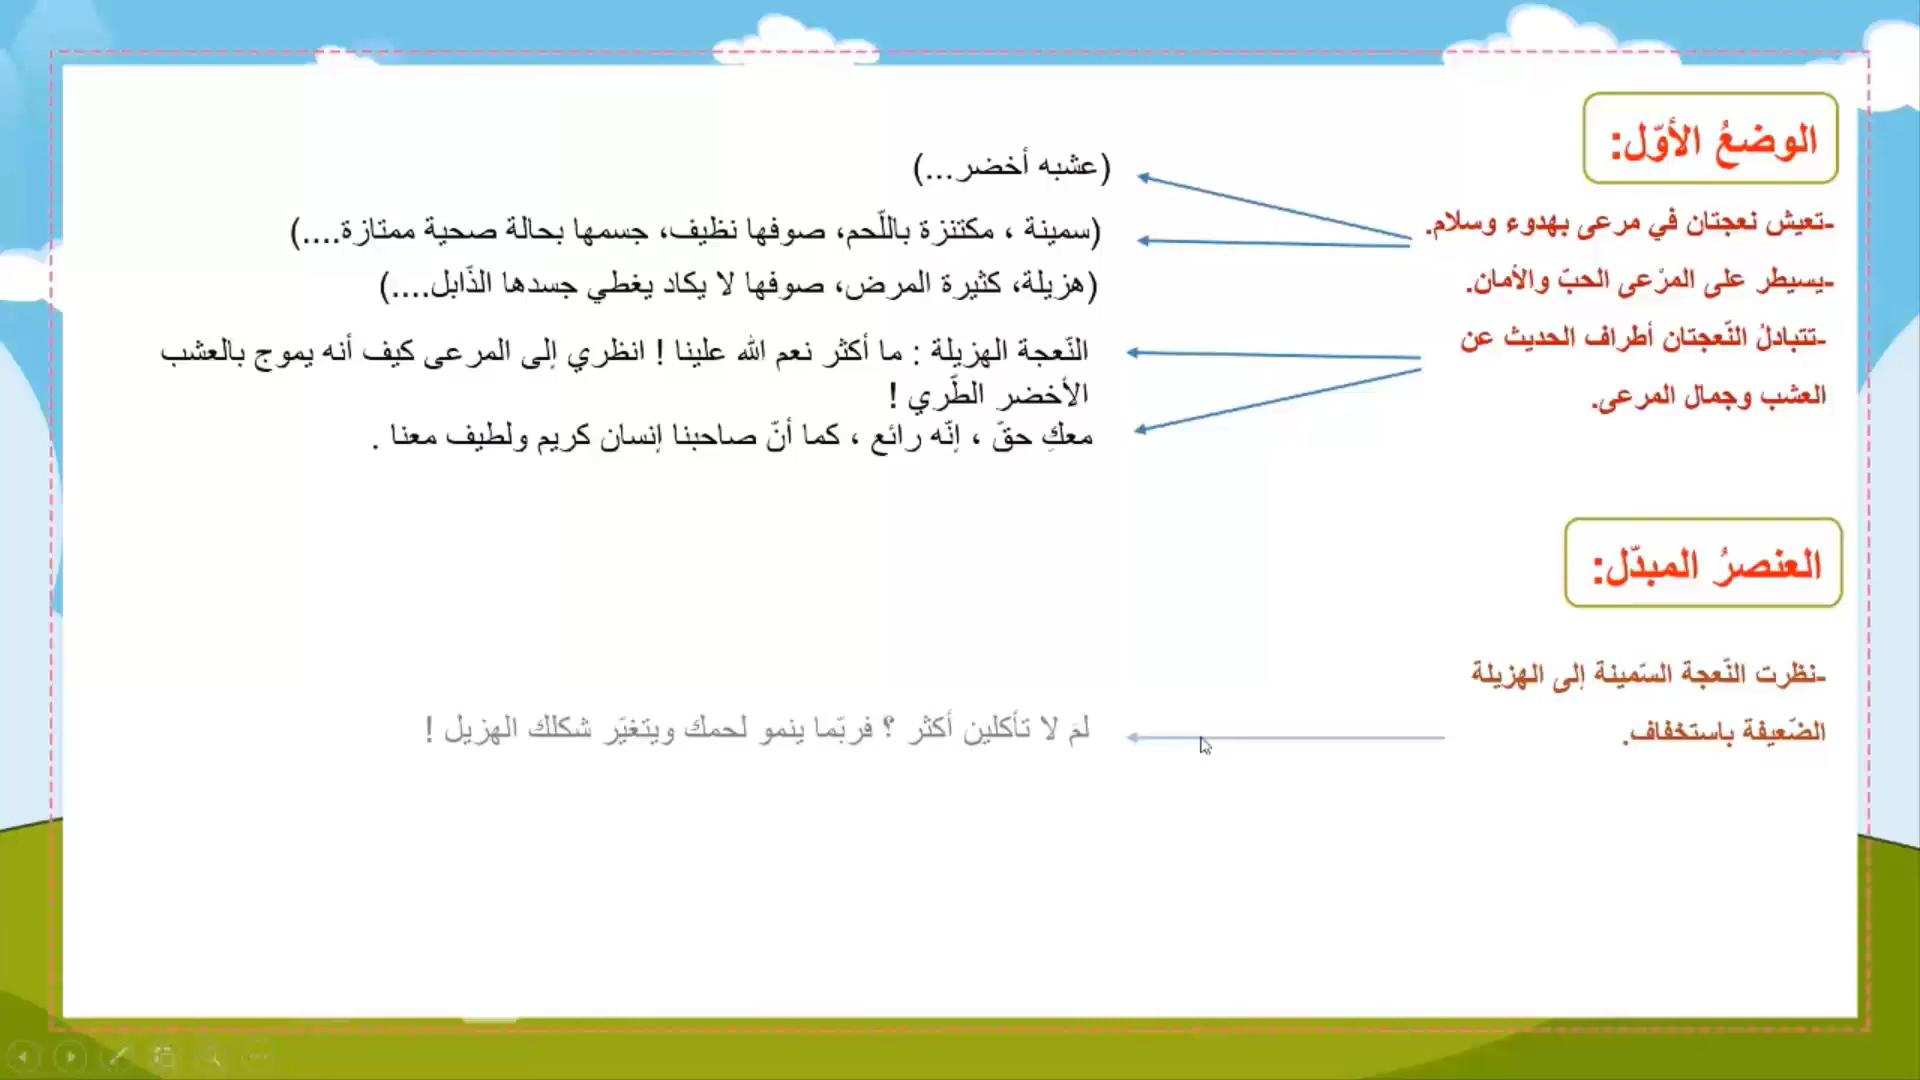 الوضعُ الأوّل:
-تعيش نعجتان في مرعى بهدوء وسلام.
(عشبه أخضر...)
(سمينة ، مكتنزة باللّحم، صوفها نظيف، جسمها بحالة صحية ممتازة....)
-يسيطر على المرْعى الحبّ والأمان.
(هزيلة، كثيرة المرض، صوفها لا يكاد يغطي جسدها الذّابل....)
-تتبادلُ النّعجتان أطراف الحديث عن
العشب وجمال المرعى.
النّعجة الهزيلة : ما أكثر نعم الله علينا ! انظري إلى المرعى كيف أنه يموج بالعشب
الأخضر الطّري !
معكِ حقّ ، إنّه رائع ، كما أنّ صاحبنا إنسان كريم ولطيف معنا .
العنصرُ المبدّل:
-نظرت النّعجة السّمينة إلى الهزيلة
الضّعيفة باستخفاف.
لمَ لا تأكلين أكثر ؟ فربّما ينمو لحمك ويتغيّر شكلك الهزيل !